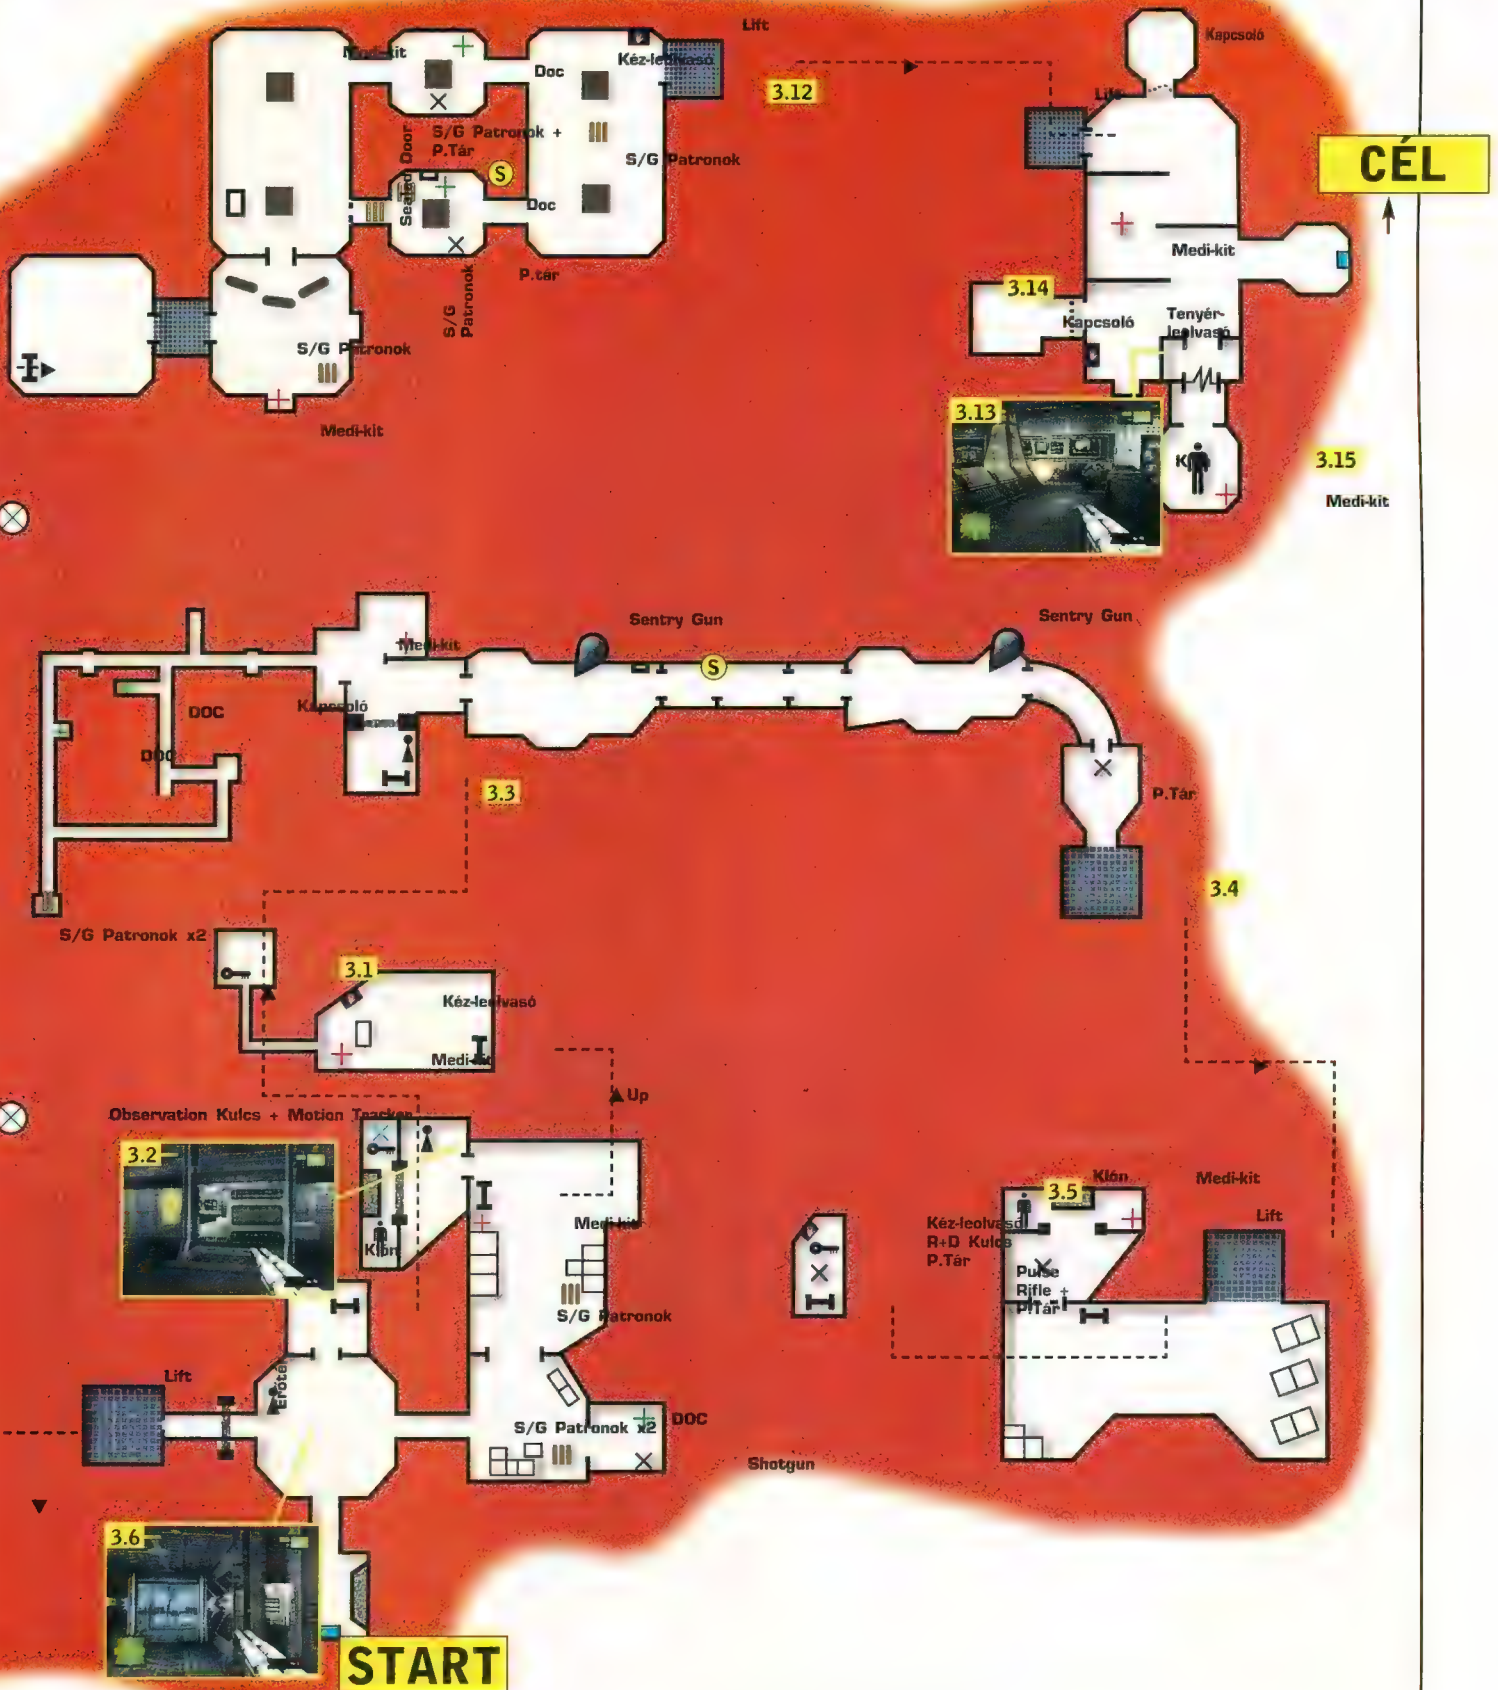 Lift
Medi-kit
Doc
Kéz-leolvasó
3.12
Kapcsoló
Lift
CÉL
S/G Patronok +
P.Tár
Sealed Door
S
S/G Patronok
Doc
P.tár
S/G
Patronok
Medi-kit
3.14
Kapcsoló
Tenyér-
leolvasó
S/G Patronok
Medi-kit
3.13
K
3.15
Medi-kit
Sentry Gun
Sentry Gun
Medi-kit
S
Kapcsoló
DOC
DOC
3.3
P.Tár
3.4
S/G Patronok x2
3.1
Kéz-leolvasó
Medi-kit
Up
Observation Kulcs + Motion Tracker
3.2
Klón
Medi-kit
S/G Patronok
Klón
Medi-kit
3.5
Kéz-leolvasó
R+D Kulcs
P.Tár
Lift
Pulse
Rifle +
P.Tár
Lift
S/G Patronok x2
DOC
Shotgun
3.6
START